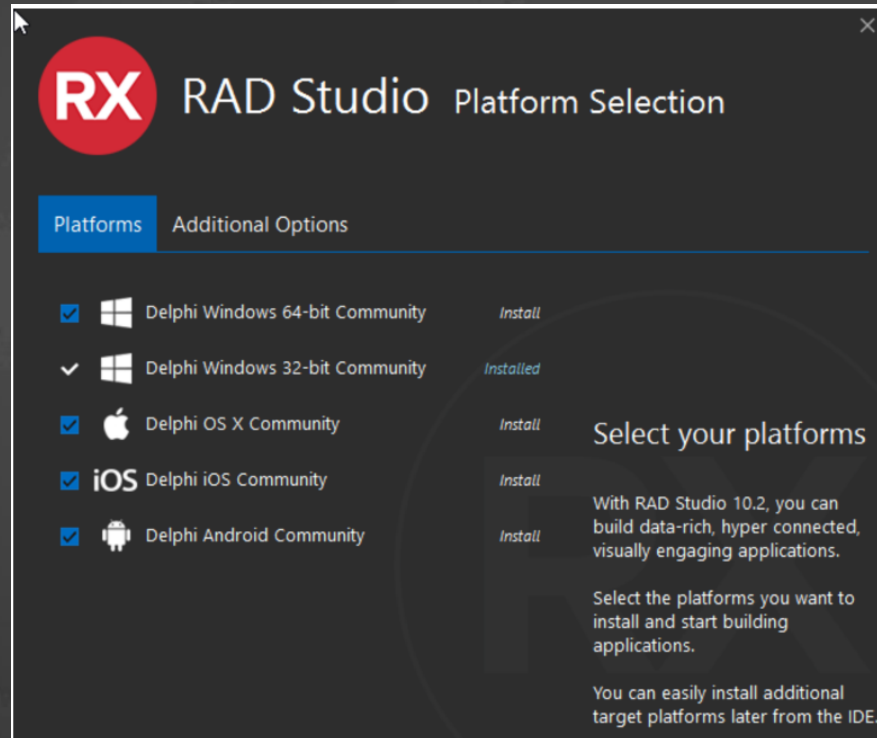 RX RAD Studio Platform Selection
Platforms Additional Options
Delphi Windows 64-bit Community Install
Delphi Windows 32-bit Community Installed
Delphi OS X Community Install
iOS Delphi iOS Community Install
Delphi Android Community Install
Select your platforms
With RAD Studio 10.2, you can
build data-rich, hyper connected,
visually engaging applications.
Select the platforms you want to
install and start building
applications.
You can easily install additional
target platforms later from the IDE.